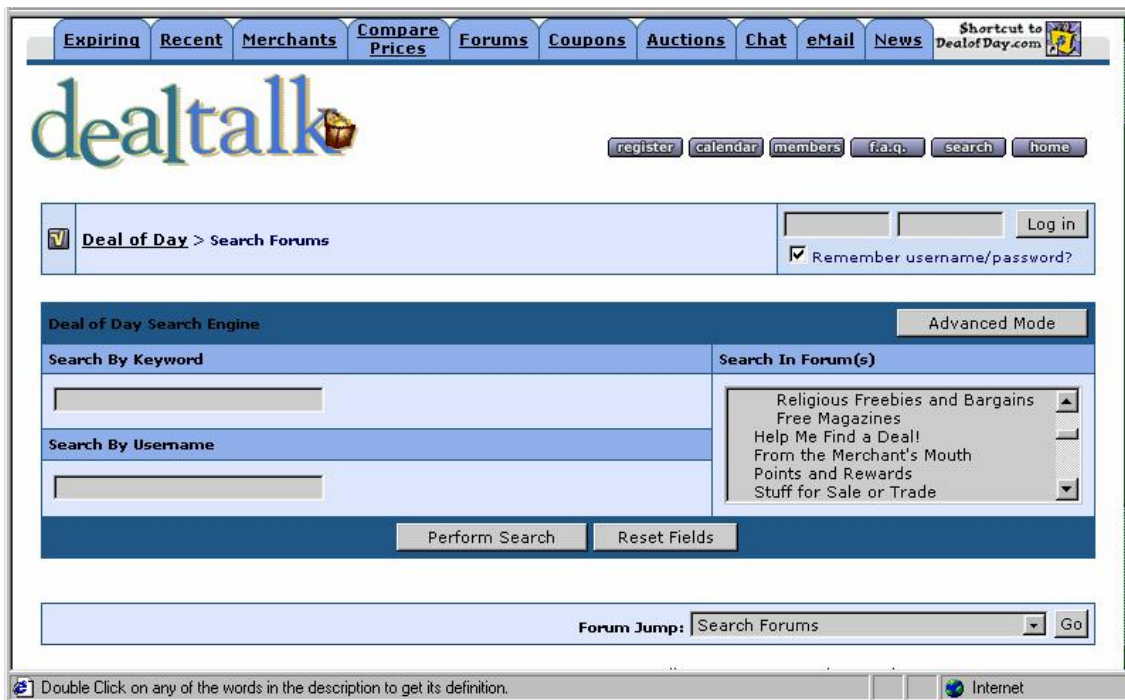 Expiring Recent Merchants Compare Prices Forums Coupons Auctions Chat eMail News Shortcut to DealofDay.com
dealtalk
register calendar members f.a.q. search home
Deal of Day > Search Forums
Log in
Remember username/password?
Deal of Day Search Engine
Advanced Mode
Search By Keyword
Search In Forum(s)
Religious Freebies and Bargains
Free Magazines
Help Me Find a Deal!
From the Merchant's Mouth
Points and Rewards
Stuff for Sale or Trade
Search By Username
Perform Search Reset Fields
Forum Jump: Search Forums Go
Double Click on any of the words in the description to get its definition.
Internet